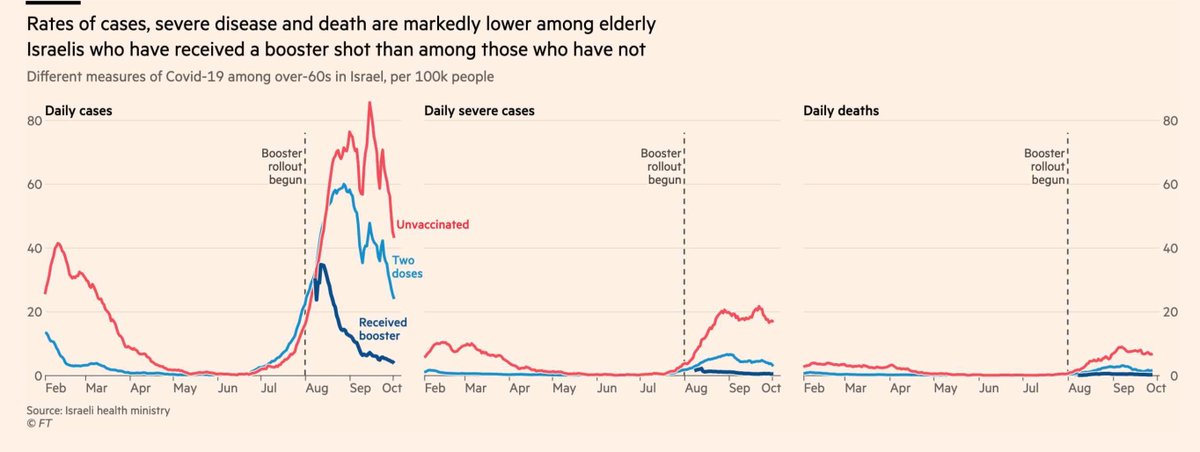 Rates of cases, severe disease and death are markedly lower among elderly
Israelis who have received a booster shot than among those who have not
Different measures of Covid-19 among over-60s in Israel, per 100k people
Daily cases
80
60
40
20
0
Booster
rollout
begun
Unvaccinated
Two
doses
Received
booster
Feb Mar Apr May Jun Jul Aug Sep Oct
Daily severe cases
Booster
rollout
begun
Feb Mar Apr May Jun Jul Aug Sep Oct
Daily deaths
Booster
rollout
begun
80
60
40
20
0
Feb Mar Apr May Jun Jul Aug Sep Oct
Source: Israeli health ministry
© FT